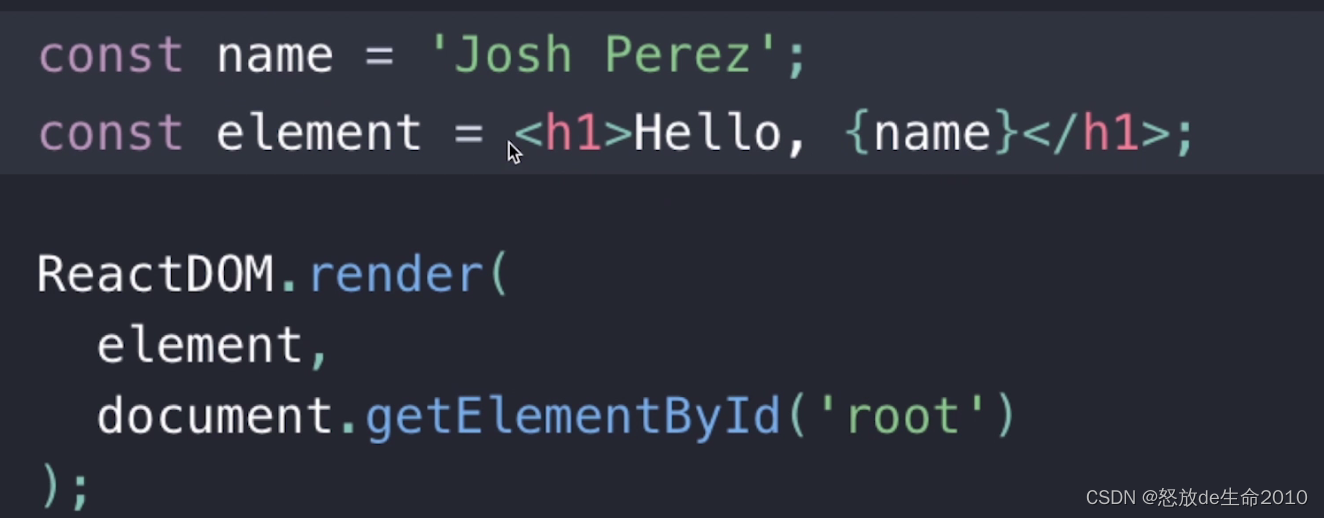 const name = 'Josh Perez';
const element = <h1>Hello, {name}</h1>;
ReactDOM.render(
  element,
  document.getElementById('root')
);
CSDN @怒放de生命2010